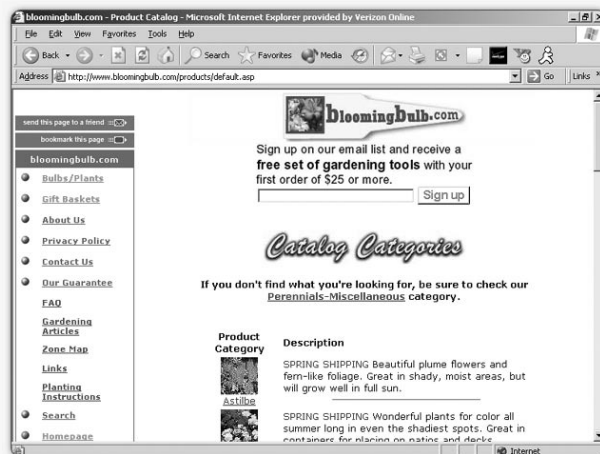 bloomingbulb.com - Product Catalog - Microsoft Internet Explorer provided by Verizon Online
File Edit View Favorites Tools Help
Back Search Favorites Media
Address http://www.bloomingbulb.com/products/default.asp Go Links
send this page to a friend
bookmark this page
bloomingbulb.com
Bulbs/Plants
Gift Baskets
About Us
Privacy Policy
Contact Us
Our Guarantee
FAQ
Gardening
Articles
Zone Map
Links
Planting
Instructions
Search
Homepage
bloomingbulb.com
Sign up on our email list and receive a
free set of gardening tools with your
first order of $25 or more.
Sign up
Catalog Categories
If you don't find what you're looking for, be sure to check our
Perennials-Miscellaneous category.
Product
Category
Description
SPRING SHIPPING Beautiful plume flowers and
fern-like foliage. Great in shady, moist areas, but
will grow well in full sun.
Astilbe
SPRING SHIPPING Wonderful plants for color all
summer long in even the shadiest spots. Great in
containers for placing on patios and decks
Internet